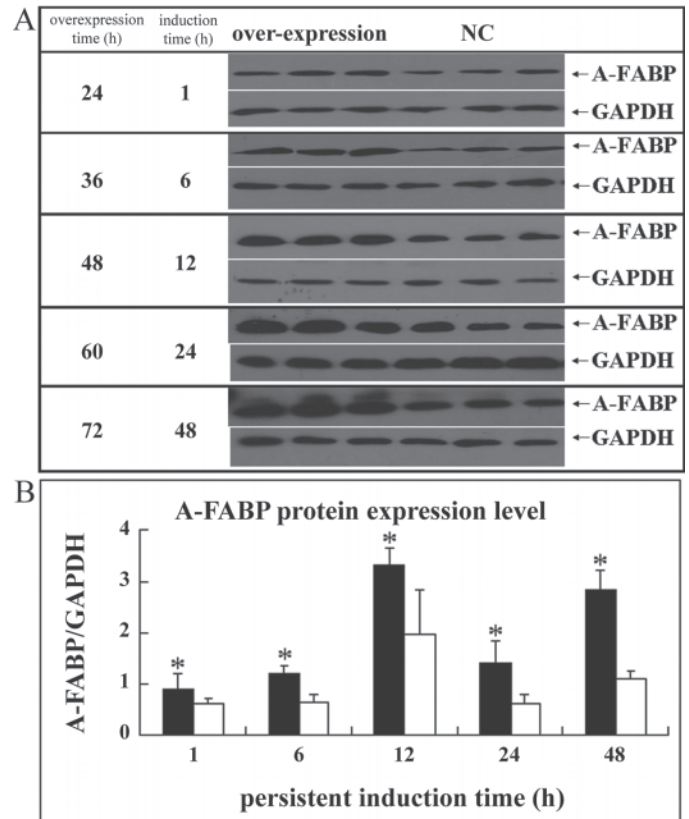 A
overexpression time (h) induction time (h) over-expression NC
24 1 ←A-FABP
←GAPDH
36 6 ←A-FABP
←GAPDH
48 12 ←A-FABP
←GAPDH
60 24 ←A-FABP
←GAPDH
72 48 ←A-FABP
←GAPDH
B
A-FABP protein expression level
A-FABP/GAPDH
4
3
2
1
0
* * * * *
1 6 12 24 48
persistent induction time (h)